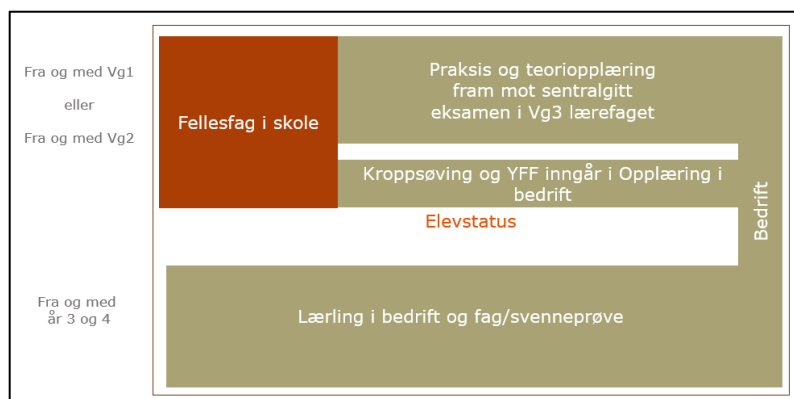 Fra og med Vg1
eller
Fra og med Vg2
Fellesfag i skole
Praksis og teoriopplæring
fram mot sentralgitt
eksamen i Vg3 lærefaget
Kroppsøving og YFF inngår i Opplæring i
bedrift
Elevstatus
Bedrift
Fra og med
år 3 og 4
Lærling i bedrift og fag/svenneprøve